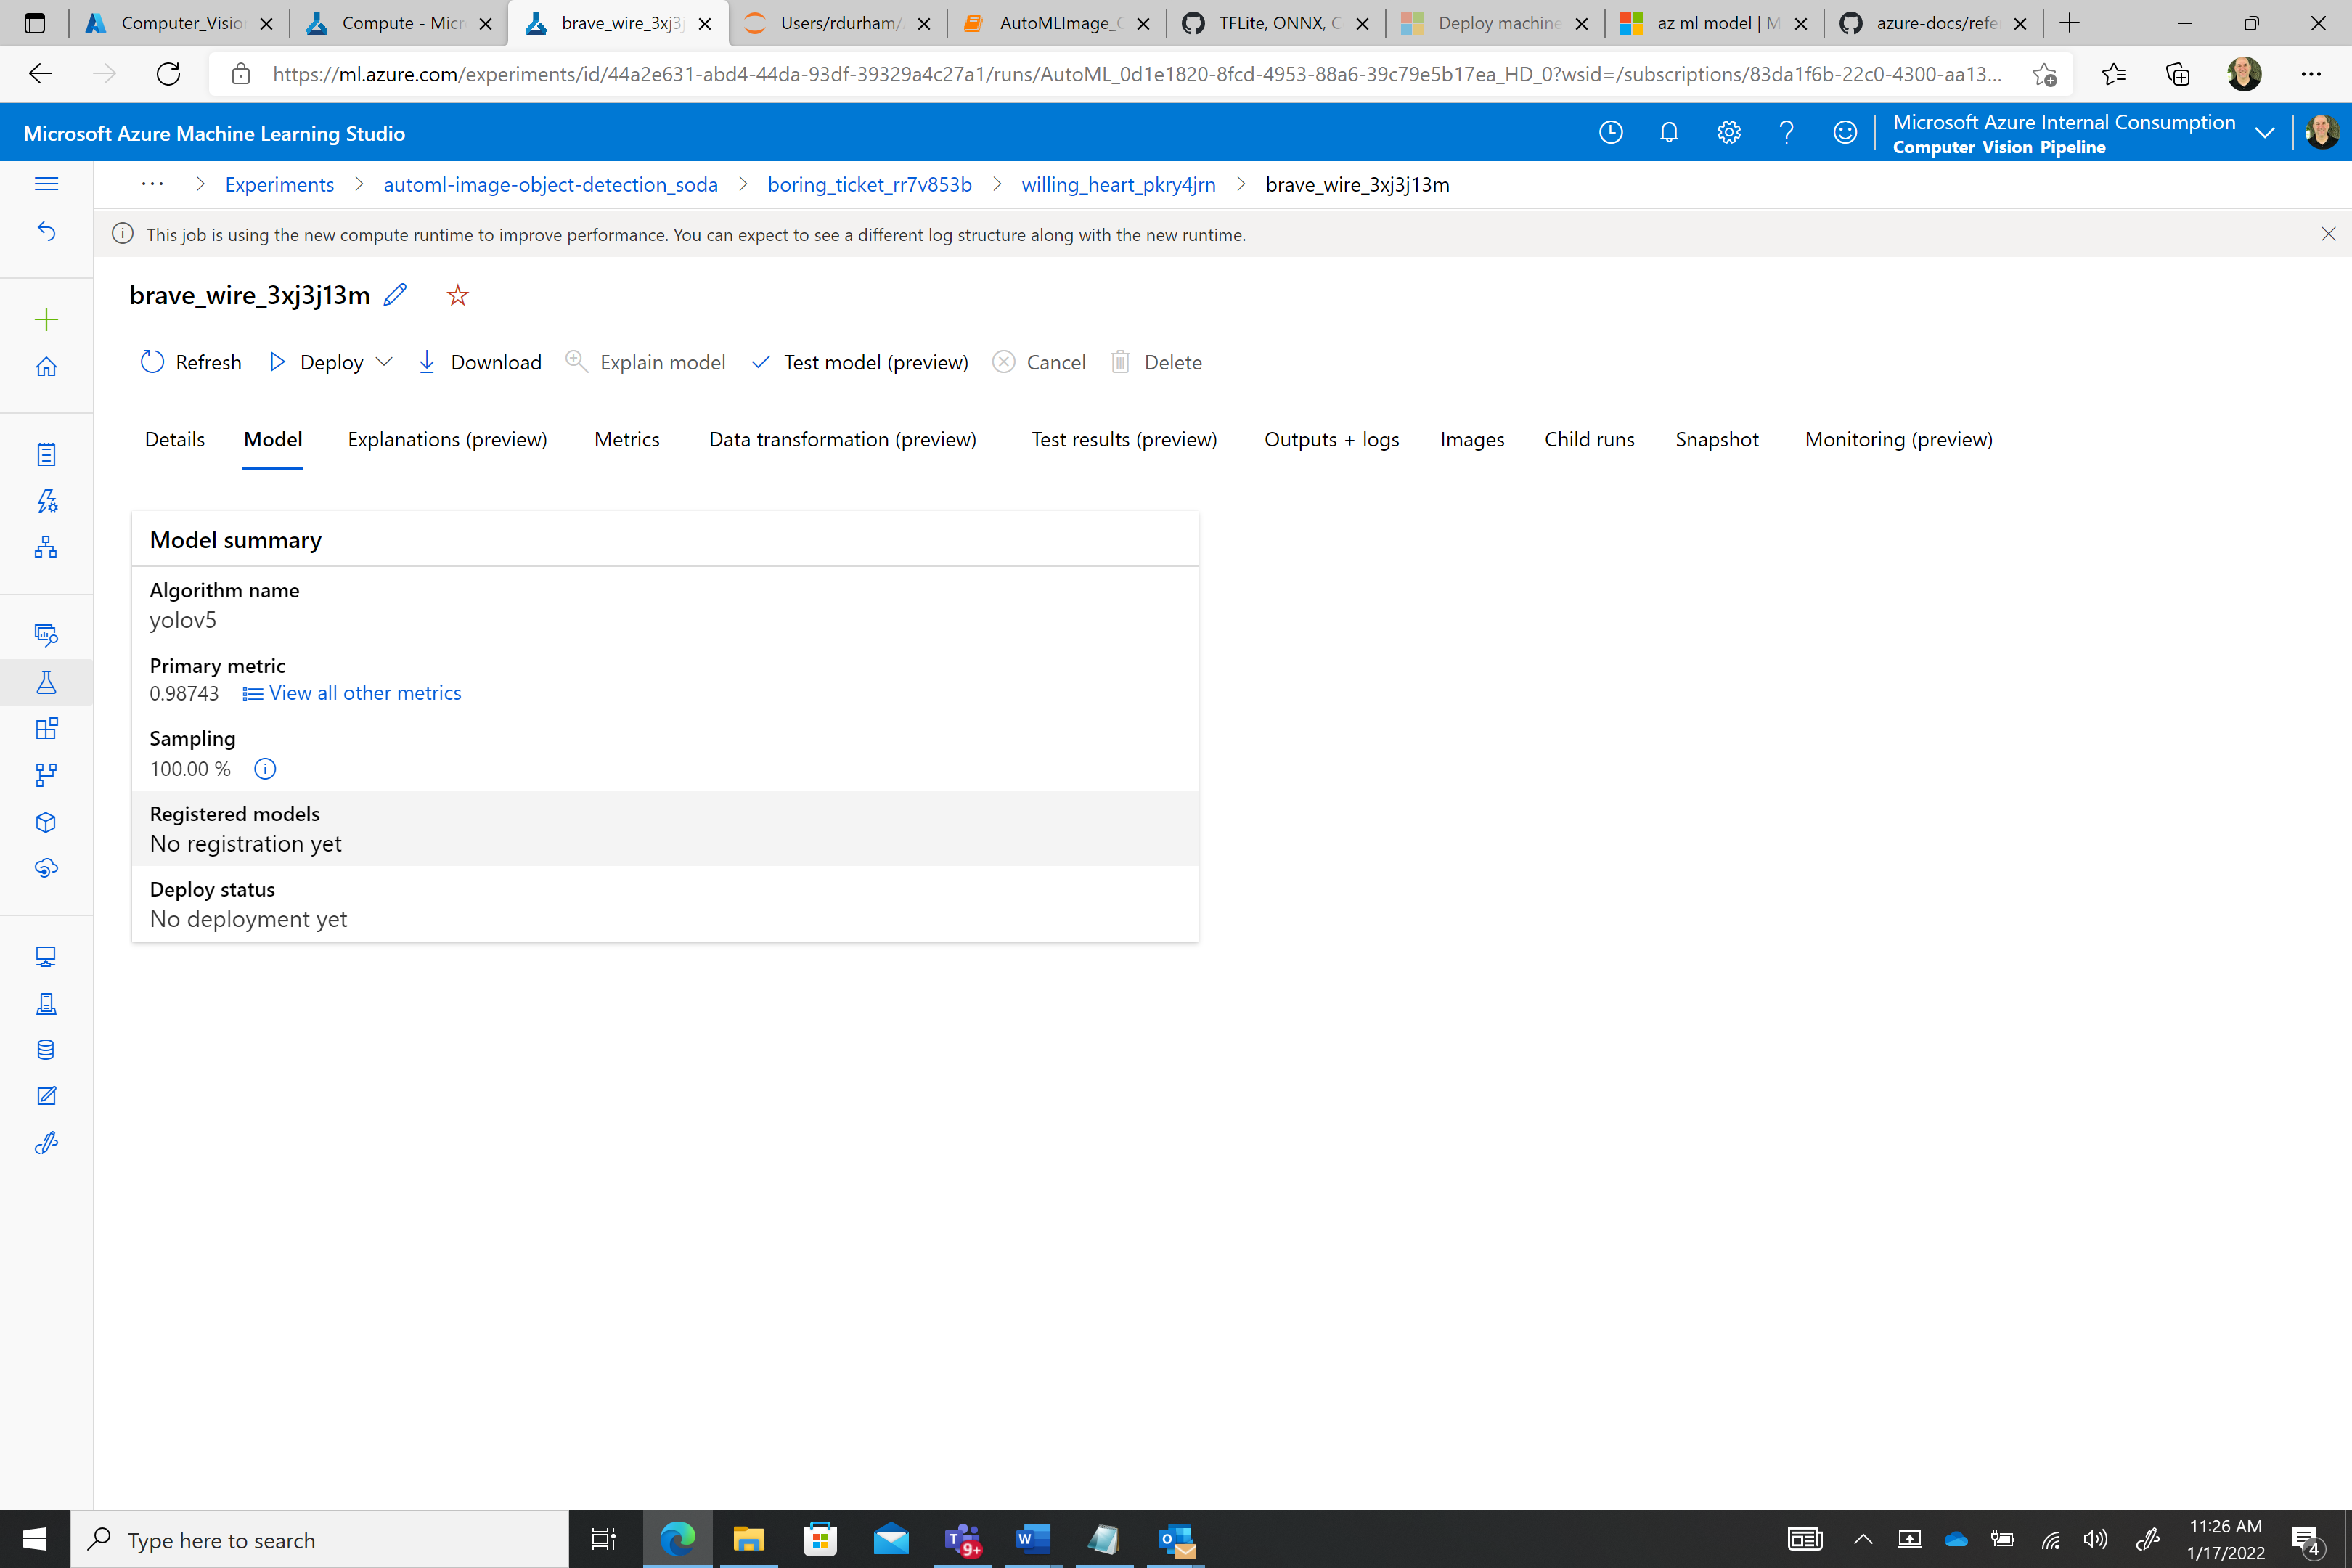 Computer_Vision
Compute - Micr
brave_wire_3xj3j
Users/rdurham/
AutoMLImage_O
TFLite, ONNX, C
Deploy machine
az ml model | M
azure-docs/refe
https://ml.azure.com/experiments/id/44a2e631-abd4-44da-93df-39329a4c27a1/runs/AutoML_0d1e1820-8fcd-4953-88a6-39c79e5b17ea_HD_0?wsid=/subscriptions/83da1f6b-22c0-4300-aa13...
Microsoft Azure Machine Learning Studio
Microsoft Azure Internal Consumption
Computer_Vision_Pipeline
··· > Experiments > automl-image-object-detection_soda > boring_ticket_rr7v853b > willing_heart_pkry4jrn > brave_wire_3xj3j13m
This job is using the new compute runtime to improve performance. You can expect to see a different log structure along with the new runtime.
brave_wire_3xj3j13m
Refresh Deploy Download Explain model Test model (preview) Cancel Delete
Details Model Explanations (preview) Metrics Data transformation (preview) Test results (preview) Outputs + logs Images Child runs Snapshot Monitoring (preview)
Model summary
Algorithm name
yolov5
Primary metric
0.98743 View all other metrics
Sampling
100.00 %
Registered models
No registration yet
Deploy status
No deployment yet
Type here to search
9+
11:26 AM
1/17/2022
4